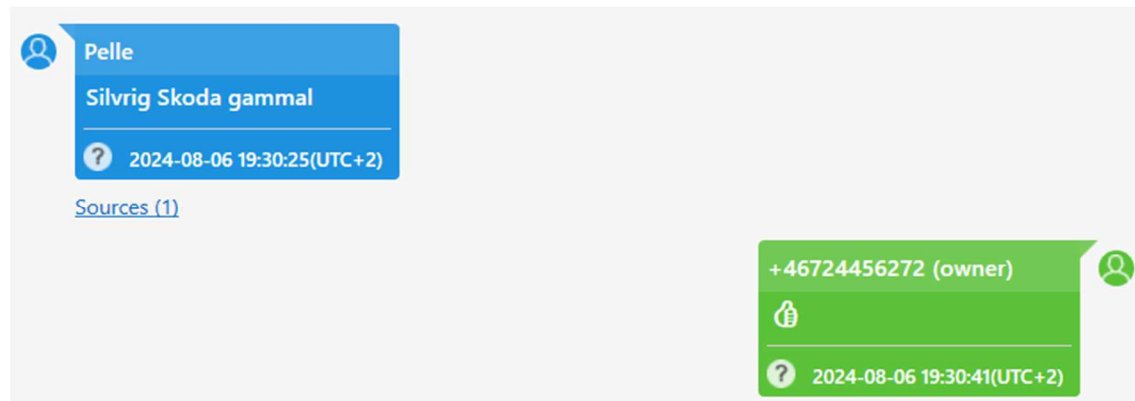 Pelle
Silvrig Skoda gammal
? 2024-08-06 19:30:25(UTC+2)
Sources (1)
+46724456272 (owner)
👍
? 2024-08-06 19:30:41(UTC+2)